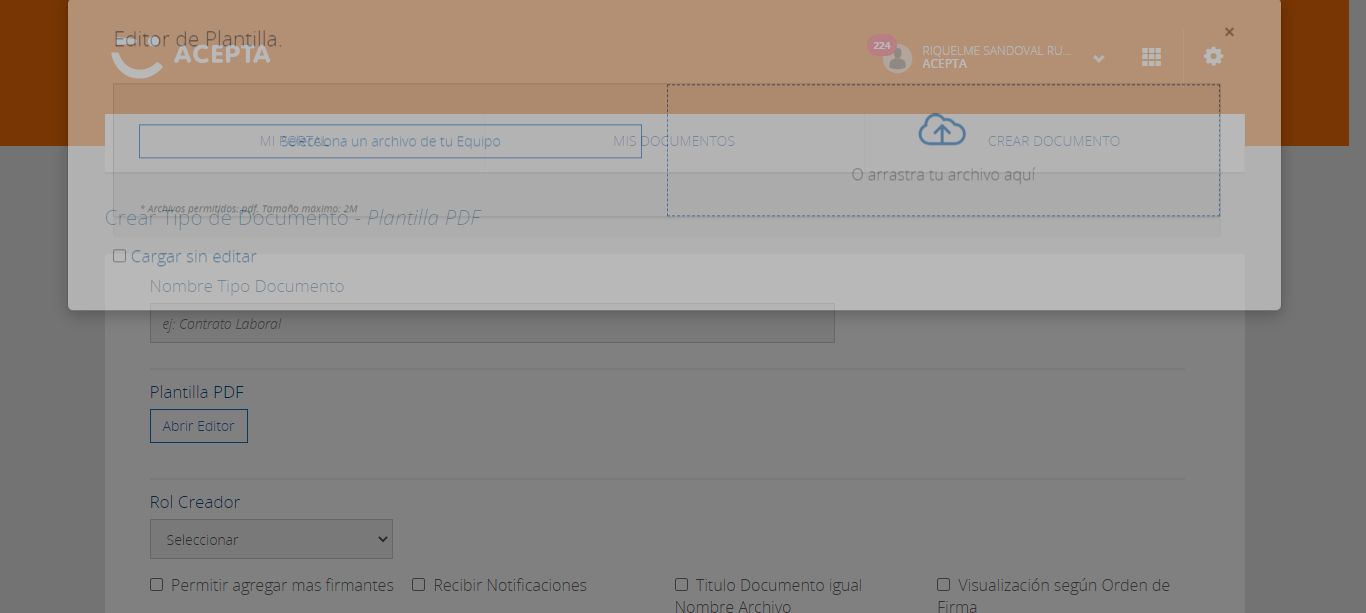 Editor de Plantilla.
×
ACEPTA
224
RIQUELME SANDOVAL RU...
ACEPTA
MI PORTAL
Selecciona un archivo de tu Equipo
MIS DOCUMENTOS
CREAR DOCUMENTO
O arrastra tu archivo aquí
* Archivos permitidos: pdf. Tamaño máximo: 2M
Crear Tipo de Documento - Plantilla PDF
Cargar sin editar
Nombre Tipo Documento
ej: Contrato Laboral
Plantilla PDF
Abrir Editor
Rol Creador
Seleccionar
Permitir agregar mas firmantes
Recibir Notificaciones
Titulo Documento igual
Nombre Archivo
Visualización según Orden de
Firma